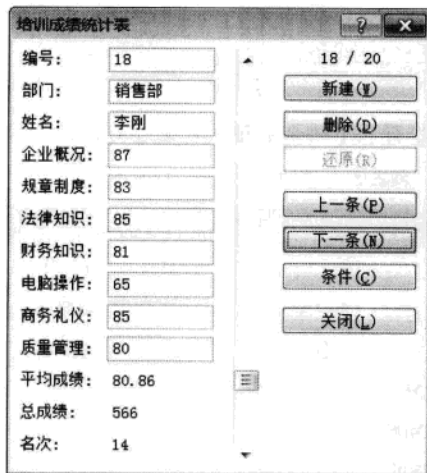 培训成绩统计表
编号: 18
部门: 销售部
姓名: 李刚
企业概况: 87
规章制度: 83
法律知识: 85
财务知识: 81
电脑操作: 65
商务礼仪: 85
质量管理: 80
平均成绩: 80.86
总成绩: 566
名次: 14
18 / 20
新建(W)
删除(D)
还原(R)
上一条(P)
下一条(N)
条件(C)
关闭(L)